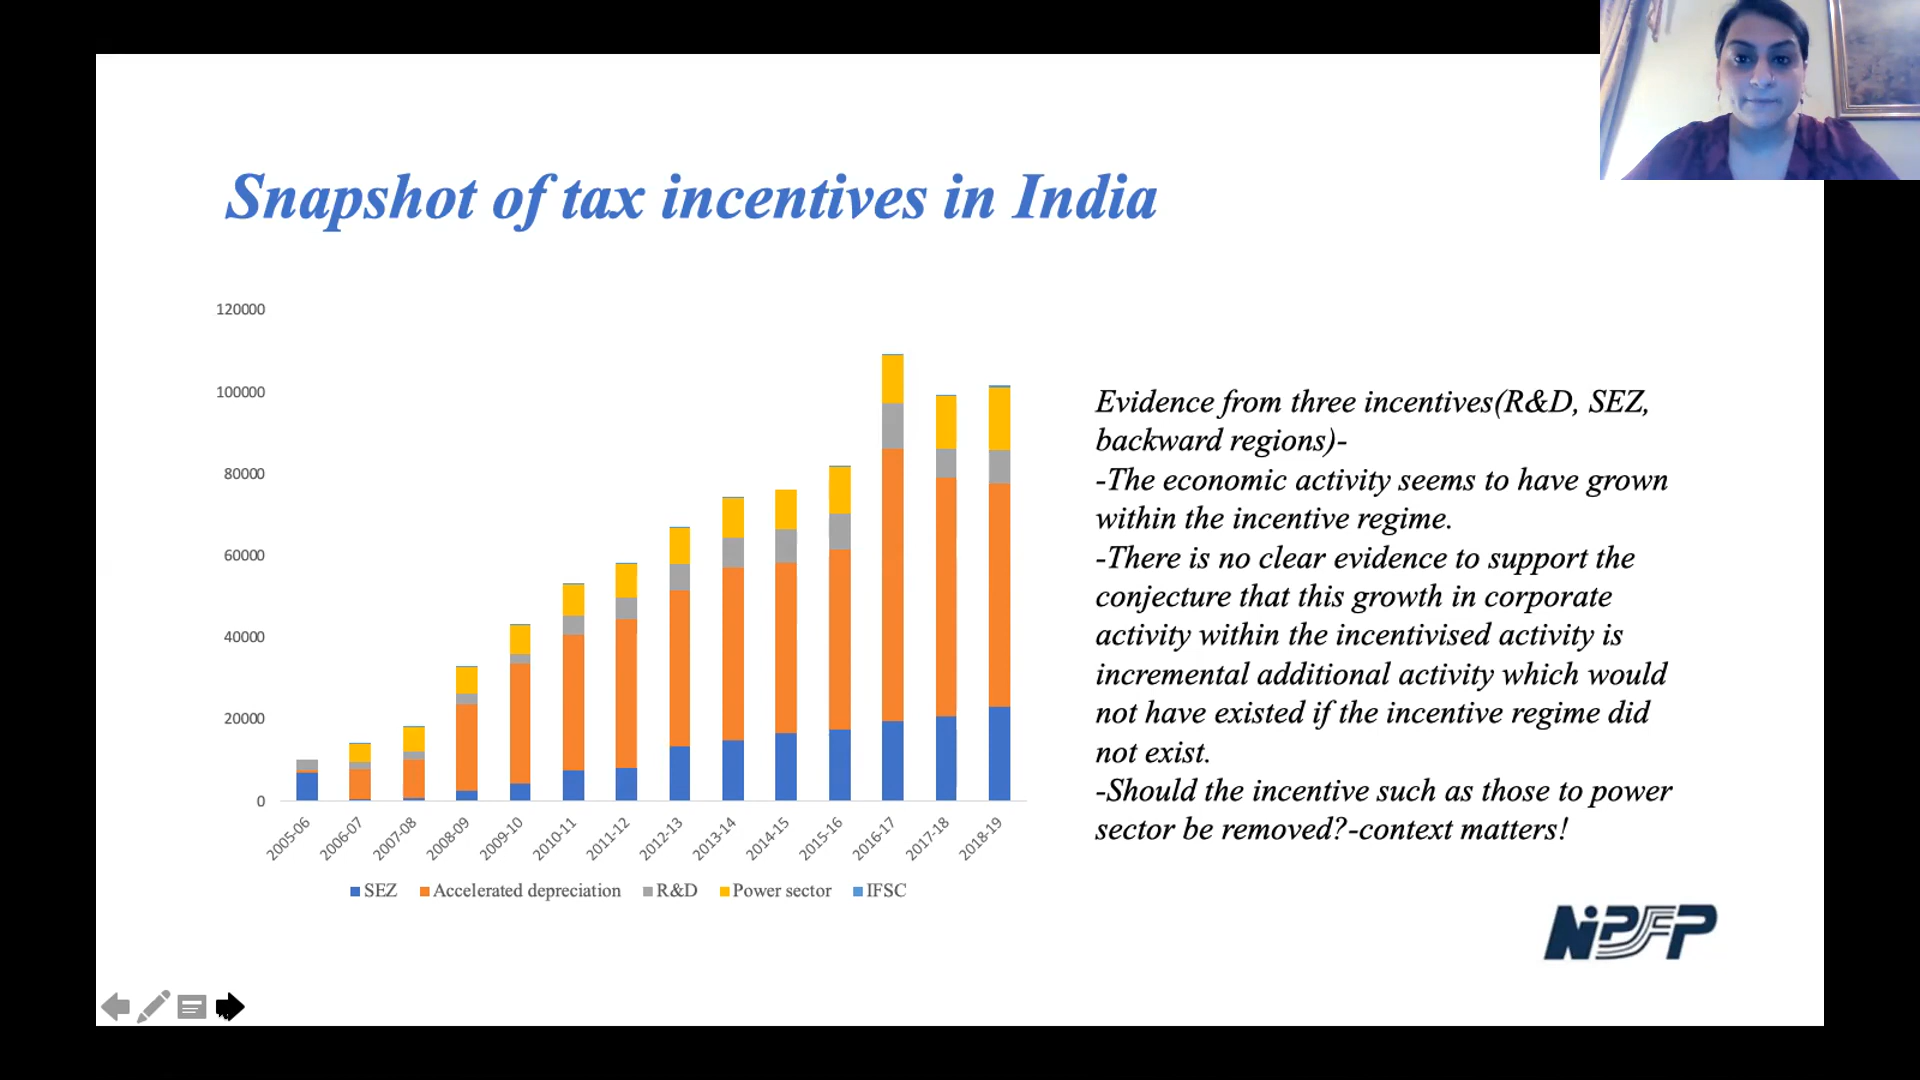 Snapshot of tax incentives in India
120000
100000
80000
60000
40000
20000
0
2005-06
2006-07
2007-08
2008-09
2009-10
2010-11
2011-12
2012-13
2013-14
2014-15
2015-16
2016-17
2017-18
2018-19
SEZ Accelerated depreciation R&D Power sector IFSC
Evidence from three incentives(R&D, SEZ,
backward regions)-
-The economic activity seems to have grown
within the incentive regime.
-There is no clear evidence to support the
conjecture that this growth in corporate
activity within the incentivised activity is
incremental additional activity which would
not have existed if the incentive regime did
not exist.
-Should the incentive such as those to power
sector be removed?-context matters!
NIPFP